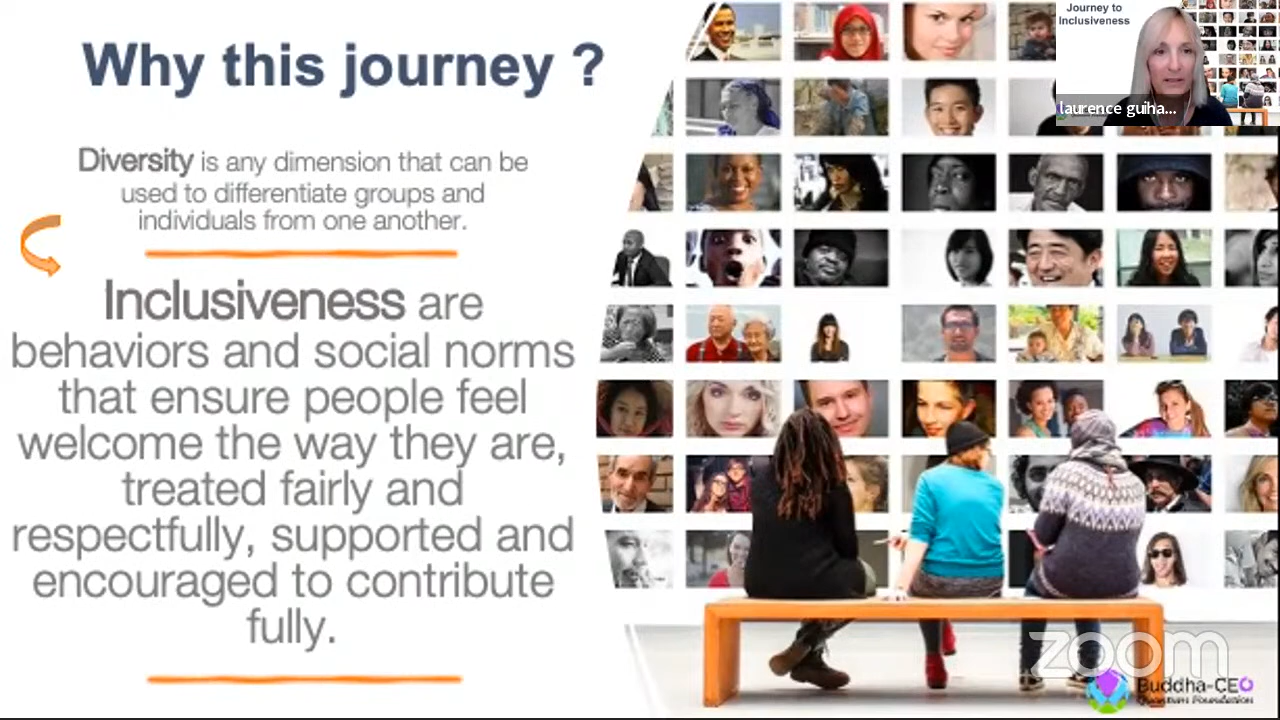 Why this journey ?
Diversity is any dimension that can be
used to differentiate groups and
individuals from one another.
Inclusiveness are
behaviors and social norms
that ensure people feel
welcome the way they are,
treated fairly and
respectfully, supported and
encouraged to contribute
fully.
Journey to
Inclusiveness
laurence guiha...
zoom
Buddha-CEO
Quantum Foundation